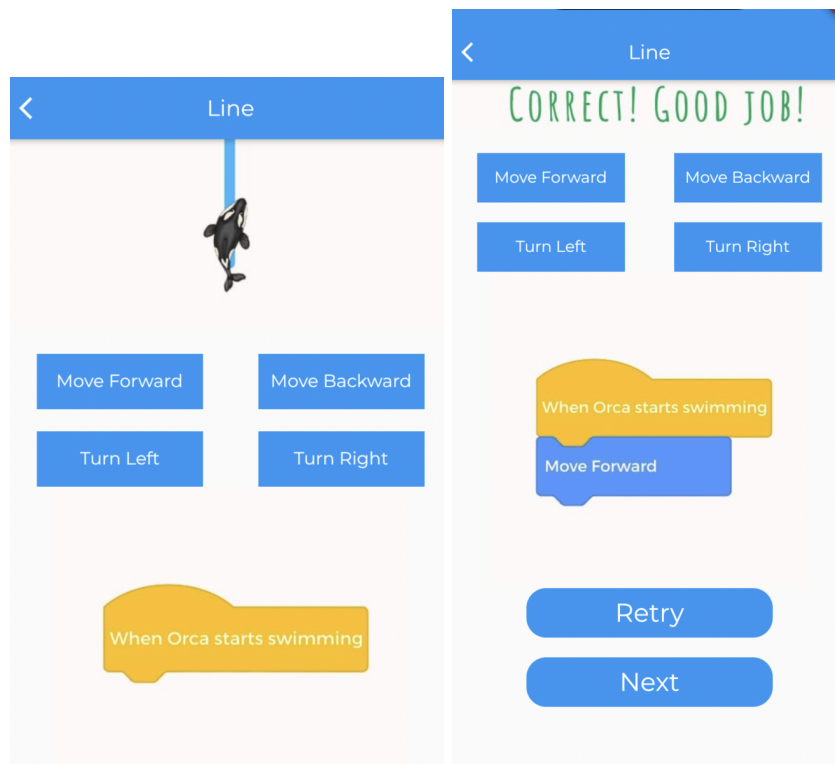 Line
Move Forward Move Backward
Turn Left Turn Right
When Orca starts swimming
Line
CORRECT! GOOD JOB!
Move Forward Move Backward
Turn Left Turn Right
When Orca starts swimming
Move Forward
Retry
Next